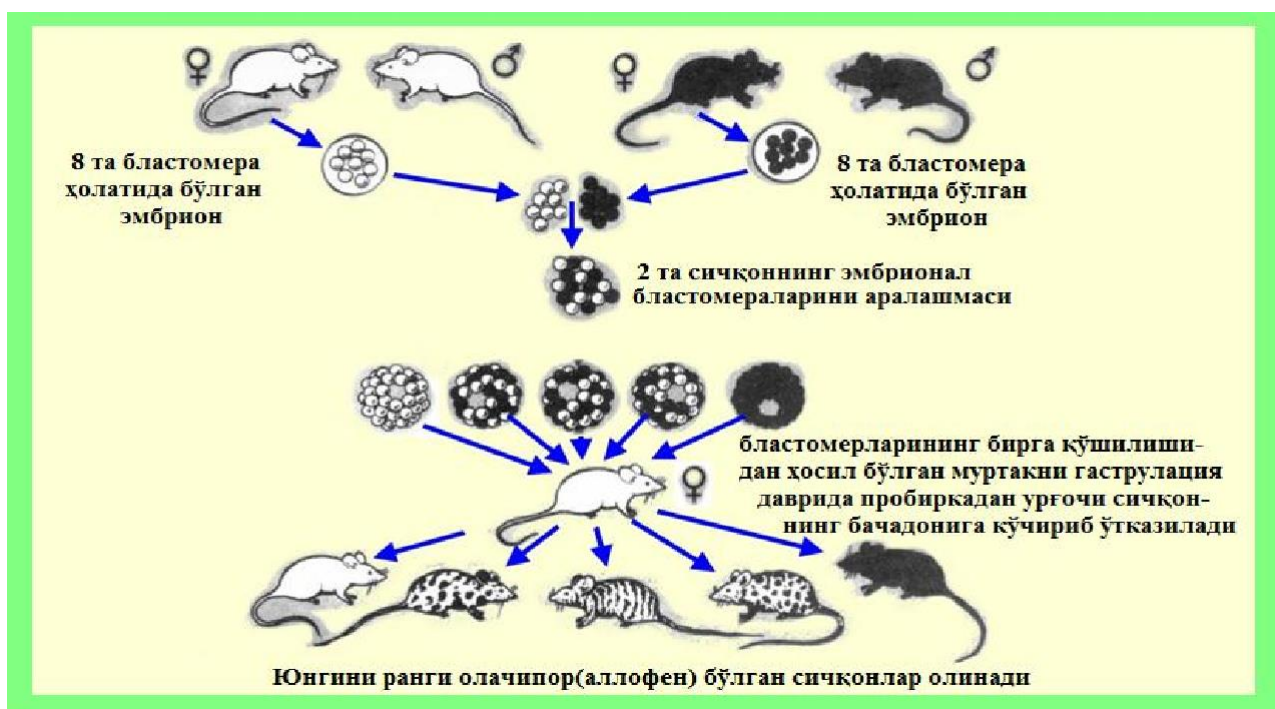 8 та бластомера
ҳолатида бўлган
эмбрион
8 та бластомера
ҳолатида бўлган
эмбрион
2 та сичқоннинг эмбрионал
бластомераларини аралашмаси
бластомерларининг бирга қўшилиши-
дан ҳосил бўлган муртакни гаструлация
даврида пробиркадан урғочи сичқон-
нинг бачадонига кўчириб ўтказилади
Юнгини ранги олачипор(аллофен) бўлган сичқонлар олинади